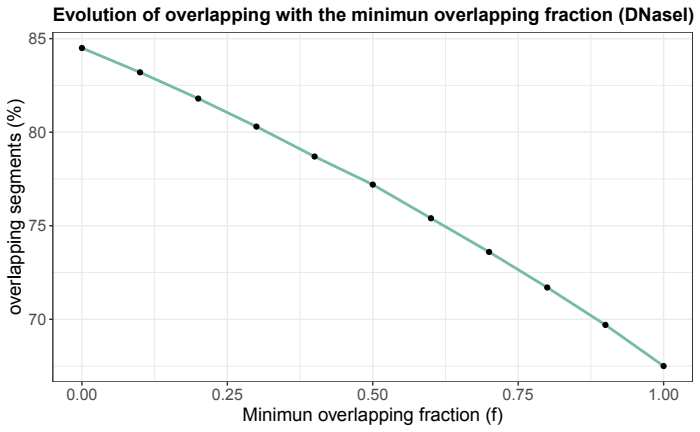 Evolution of overlapping with the minimun overlapping fraction (DNaseI)
overlapping segments (%)
85
80
75
70
0.00 0.25 0.50 0.75 1.00
Minimun overlapping fraction (f)